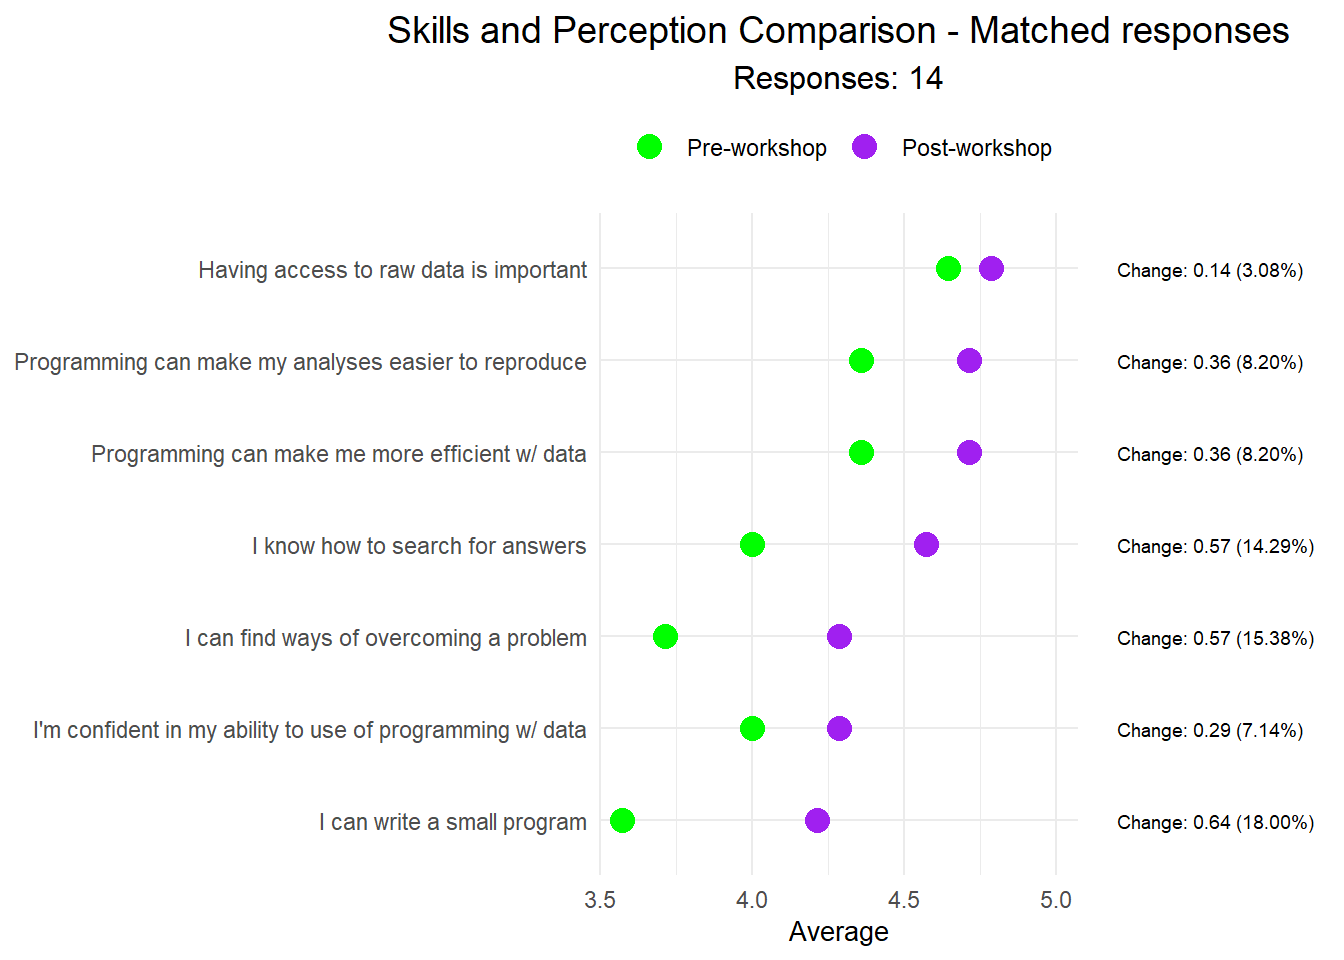 Skills and Perception Comparison - Matched responses
Responses: 14
Pre-workshop Post-workshop
Having access to raw data is important Change: 0.14 (3.08%)
Programming can make my analyses easier to reproduce Change: 0.36 (8.20%)
Programming can make me more efficient w/ data Change: 0.36 (8.20%)
I know how to search for answers Change: 0.57 (14.29%)
I can find ways of overcoming a problem Change: 0.57 (15.38%)
I'm confident in my ability to use of programming w/ data Change: 0.29 (7.14%)
I can write a small program Change: 0.64 (18.00%)
3.5 4.0 4.5 5.0
Average